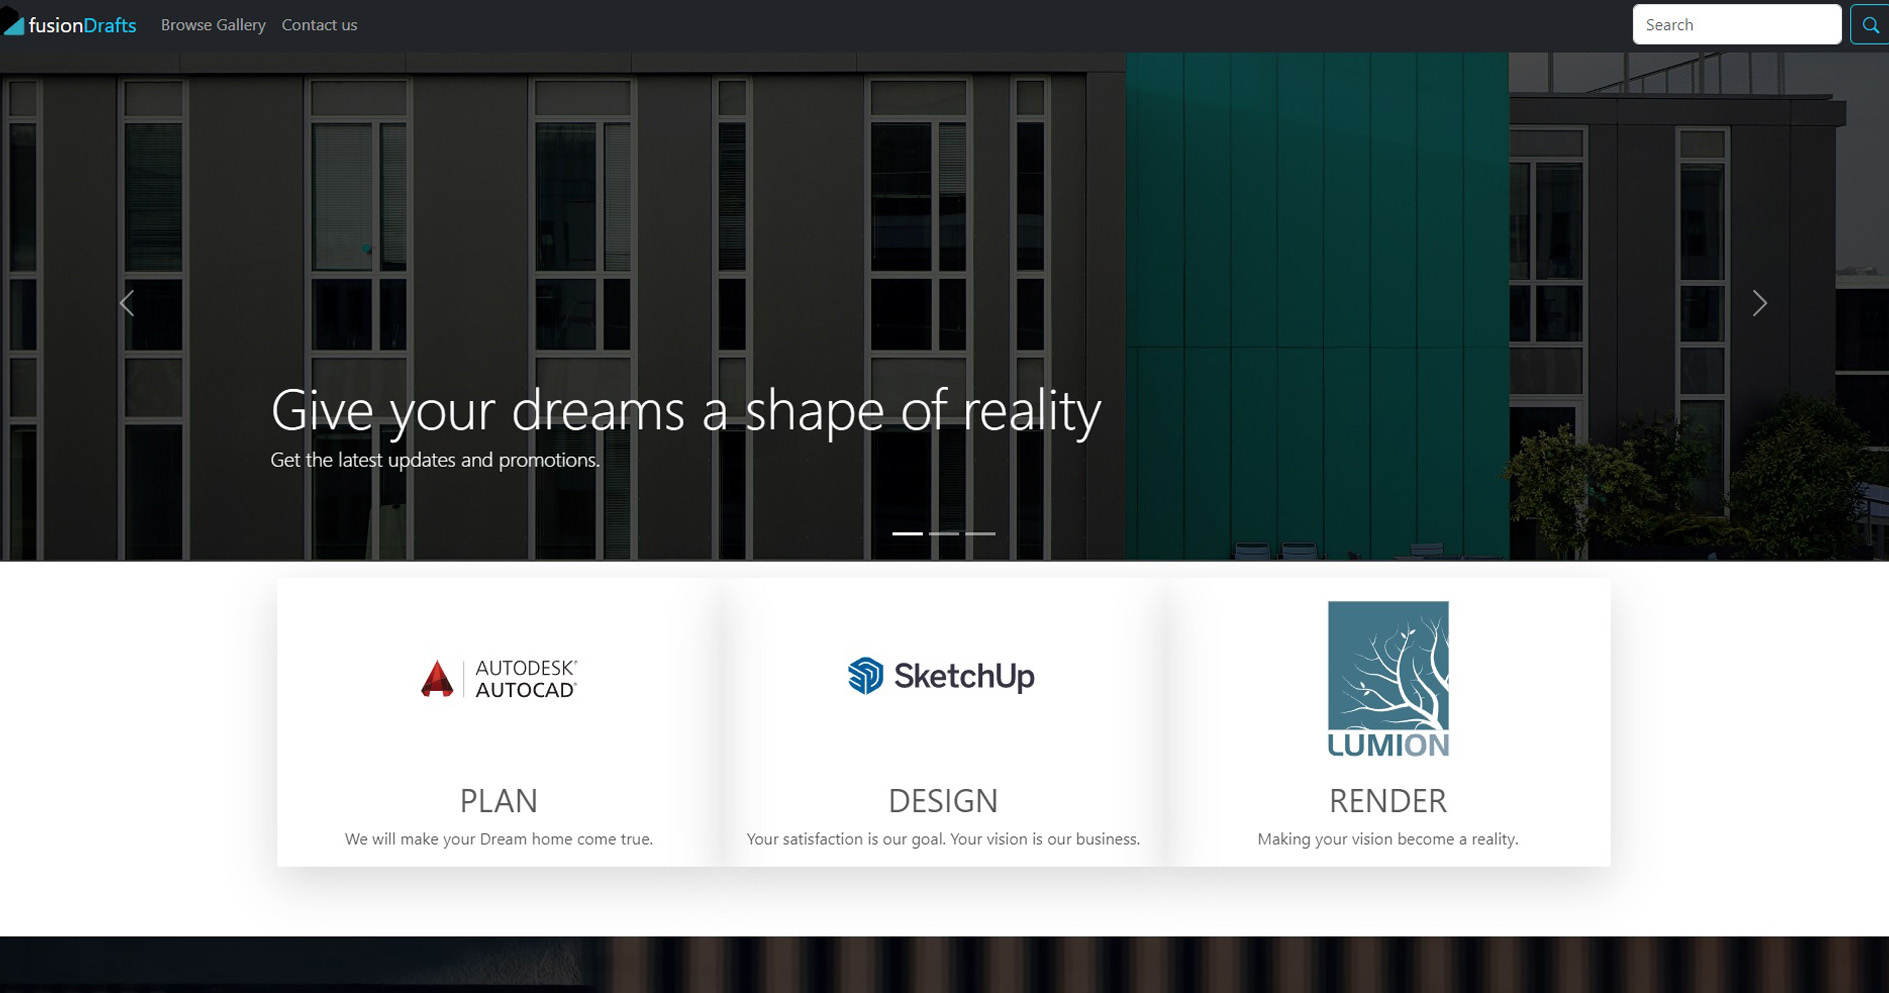 fusionDrafts Browse Gallery Contact us Search
Give your dreams a shape of reality
Get the latest updates and promotions.
AUTODESK®
AUTOCAD®
SketchUp
LUMION
PLAN
We will make your Dream home come true.
DESIGN
Your satisfaction is our goal. Your vision is our business.
RENDER
Making your vision become a reality.